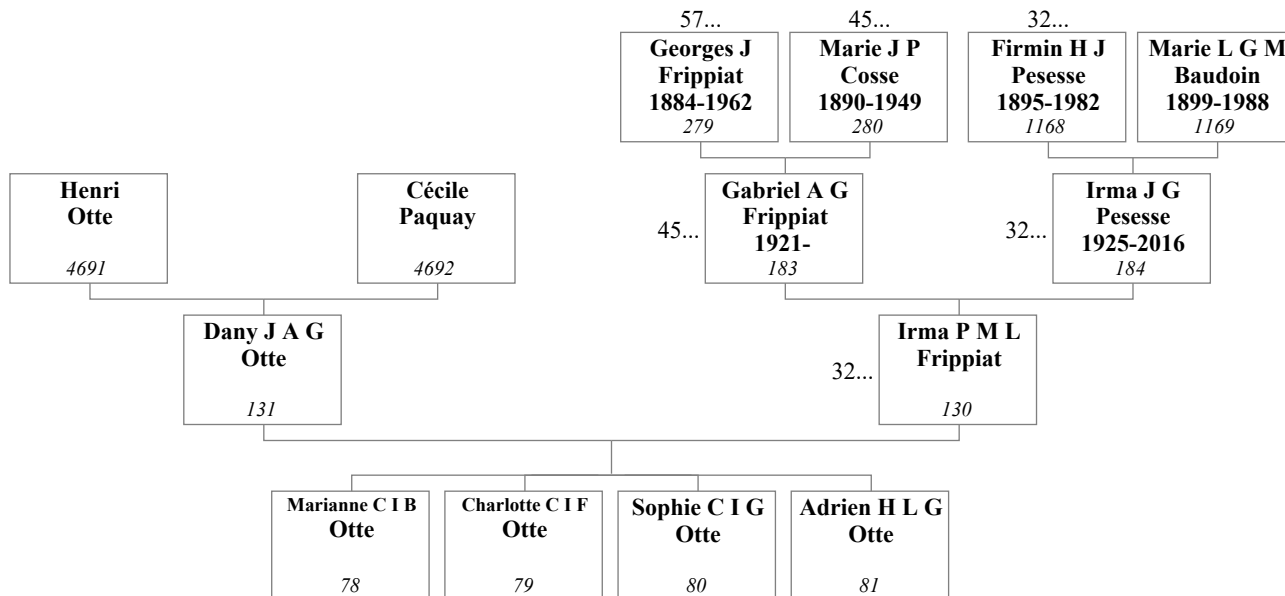 57...
45...
32...
Georges J
Frippiat
1884-1962
279
Marie J P
Cosse
1890-1949
280
Firmin H J
Pesesse
1895-1982
1168
Marie L G M
Baudoin
1899-1988
1169
Henri
Otte
4691
Cécile
Paquay
4692
45...
Gabriel A G
Frippiat
1921-
183
32...
Irma J G
Pesesse
1925-2016
184
Dany J A G
Otte
131
32...
Irma P M L
Frippiat
130
Marianne C I B
Otte
78
Charlotte C I F
Otte
79
Sophie C I G
Otte
80
Adrien H L G
Otte
81